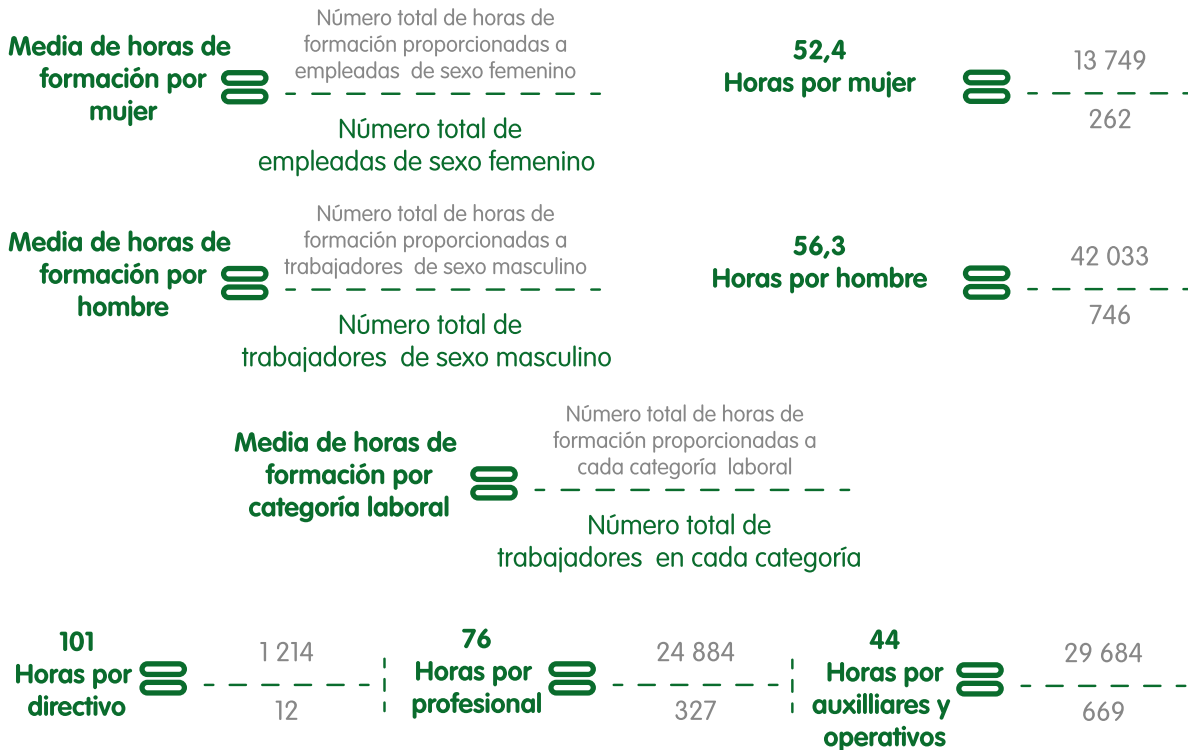 Media de horas de
formación por
mujer
Número total de horas de
formación proporcionadas a
empleadas de sexo femenino
Número total de
empleadas de sexo femenino
52,4
Horas por mujer
13 749
262
Media de horas de
formación por
hombre
Número total de horas de
formación proporcionadas a
trabajadores de sexo masculino
Número total de
trabajadores de sexo masculino
56,3
Horas por hombre
42 033
746
Media de horas de
formación por
categoría laboral
Número total de horas de
formación proporcionadas a
cada categoría laboral
Número total de
trabajadores en cada categoría
101
Horas por
directivo
1 214
12
76
Horas por
profesional
24 884
327
44
Horas por
auxilliares y
operativos
29 684
669